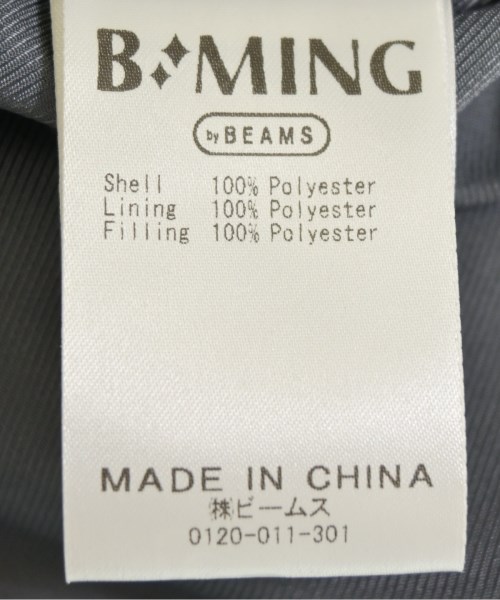 B MING
by BEAMS
Shell 100% Polyester
Lining 100% Polyester
Filling 100% Polyester
MADE IN CHINA
㈱ビームス
0120-011-301